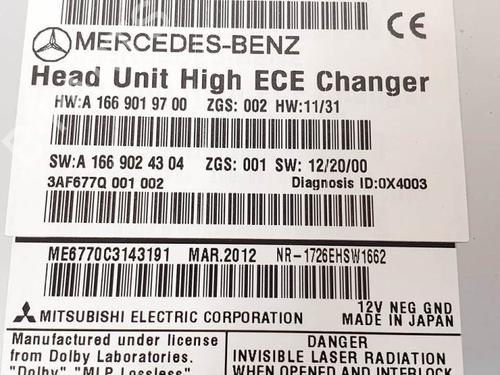 MERCEDES-BENZ
CE
Head Unit High ECE Changer
HW:A 166 901 97 00 ZGS: 002 HW:11/31
SW:A 166 902 43 04 ZGS: 001 SW: 12/20/00
3AF677Q 001 002 Diagnosis ID:0X4003
ME6770C3143191 MAR.2012 NR-1726EHSW1662
MITSUBISHI ELECTRIC CORPORATION
12V NEG GND
MADE IN JAPAN
Manufactured under license
from Dolby Laboratories.
"Dolby" "MLP Lossless"
DANGER
INVISIBLE LASER RADIATION
WHEN OPENED AND INTERLOCK